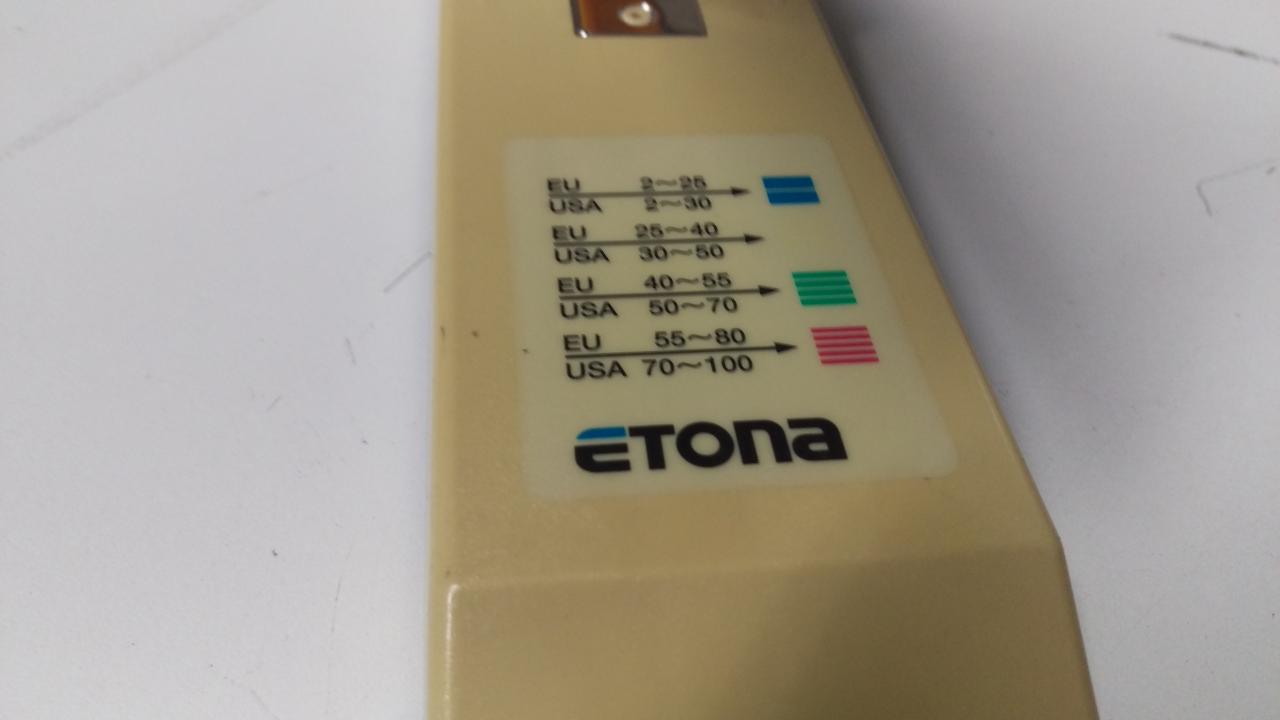 EU 2~25
USA 2~30
EU 25~40
USA 30~50
EU 40~55
USA 50~70
EU 55~80
USA 70~100
ETONA